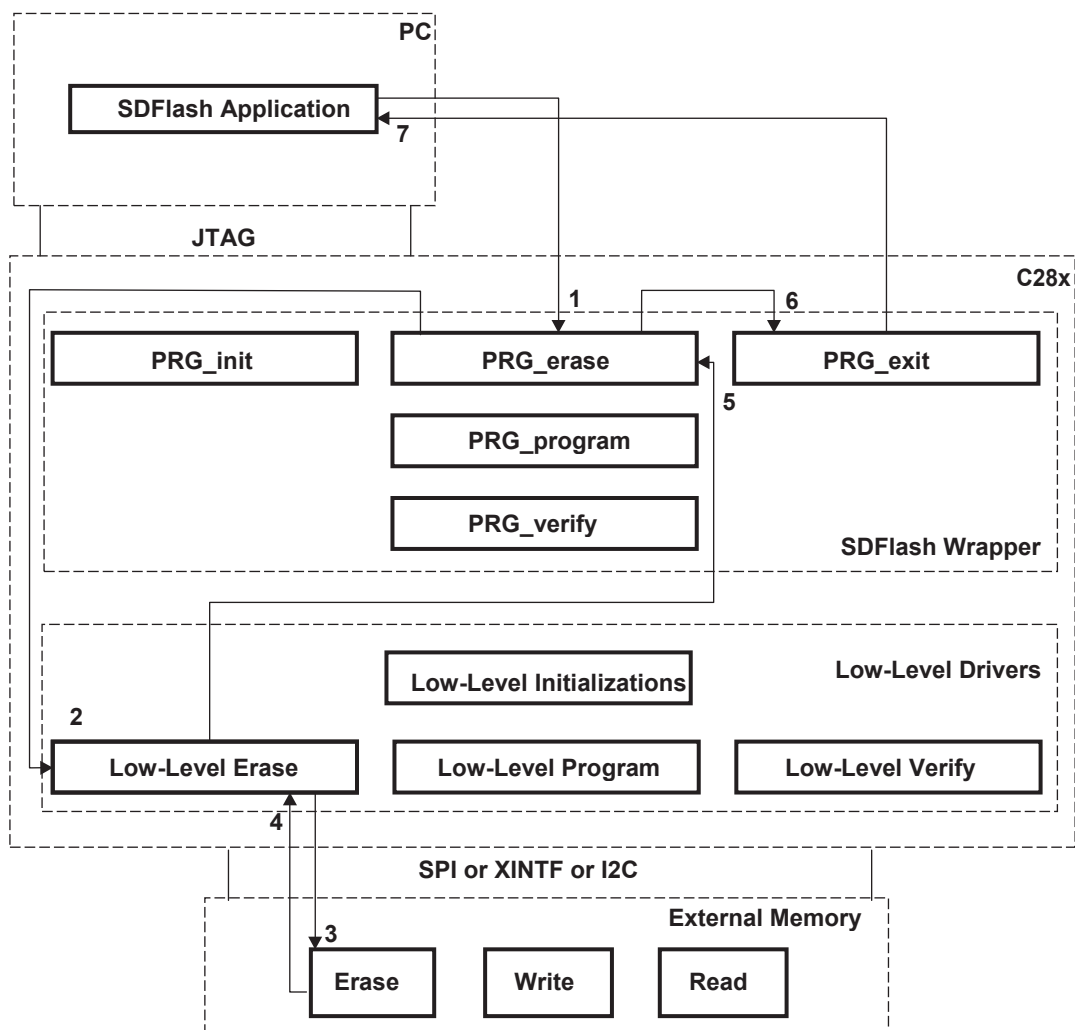 PC
SDFlash Application
7
JTAG
C28x
1
6
PRG_init
PRG_erase
PRG_exit
5
PRG_program
PRG_verify
SDFlash Wrapper
Low-Level Initializations
Low-Level Drivers
2
Low-Level Erase
Low-Level Program
Low-Level Verify
4
SPI or XINTF or I2C
External Memory
3
Erase
Write
Read